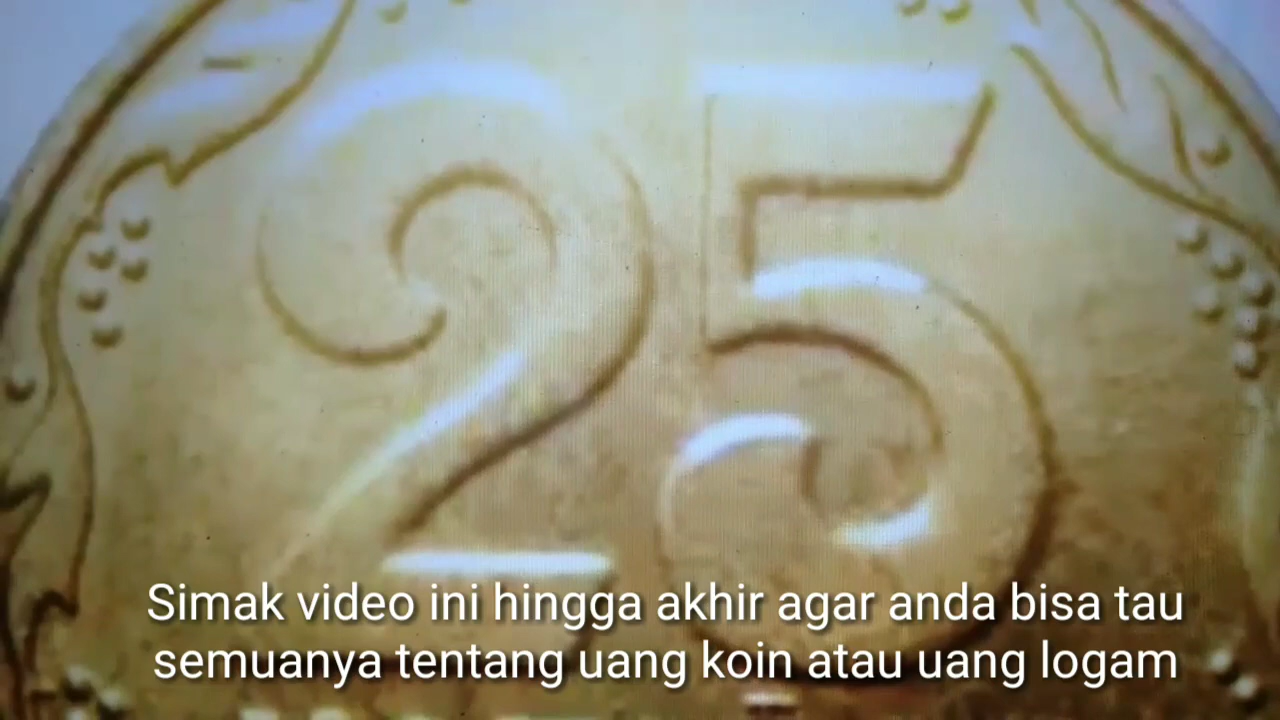 25
Simak video ini hingga akhir agar anda bisa tau
semuanya tentang uang koin atau uang logam